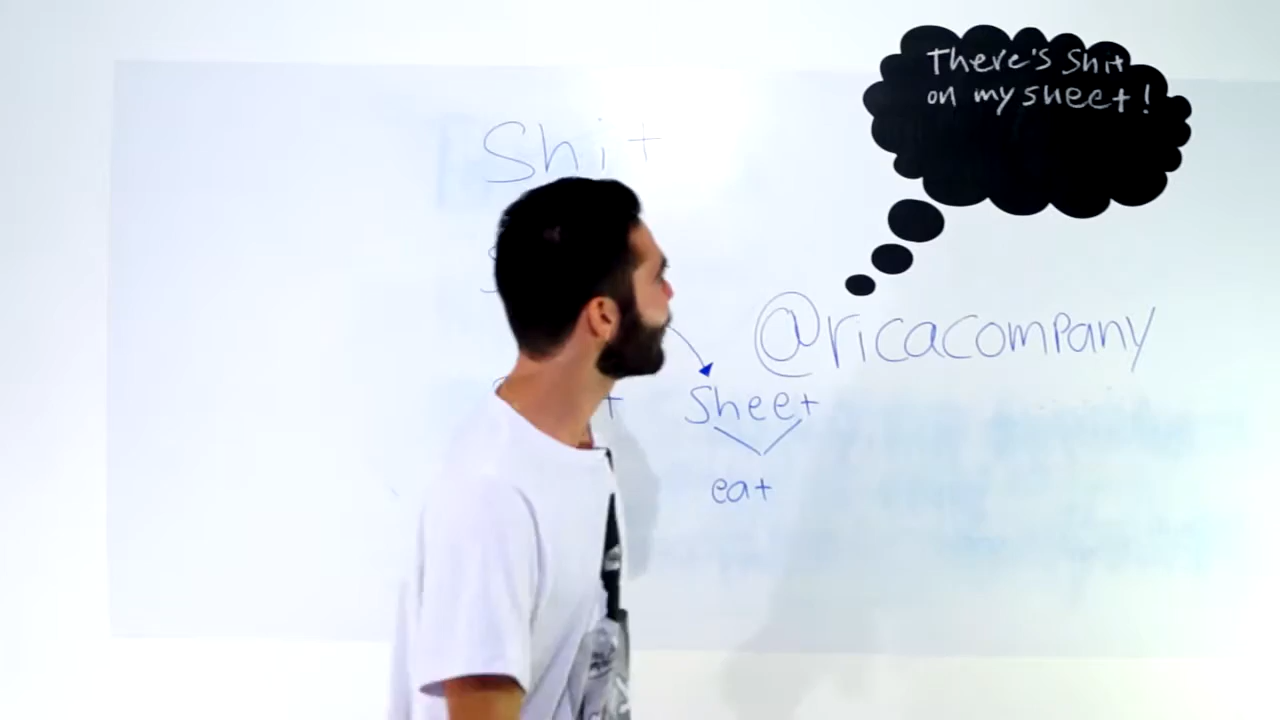 There's Shit
on my sheet!
Shit
@ricacompany
Sheet
eat